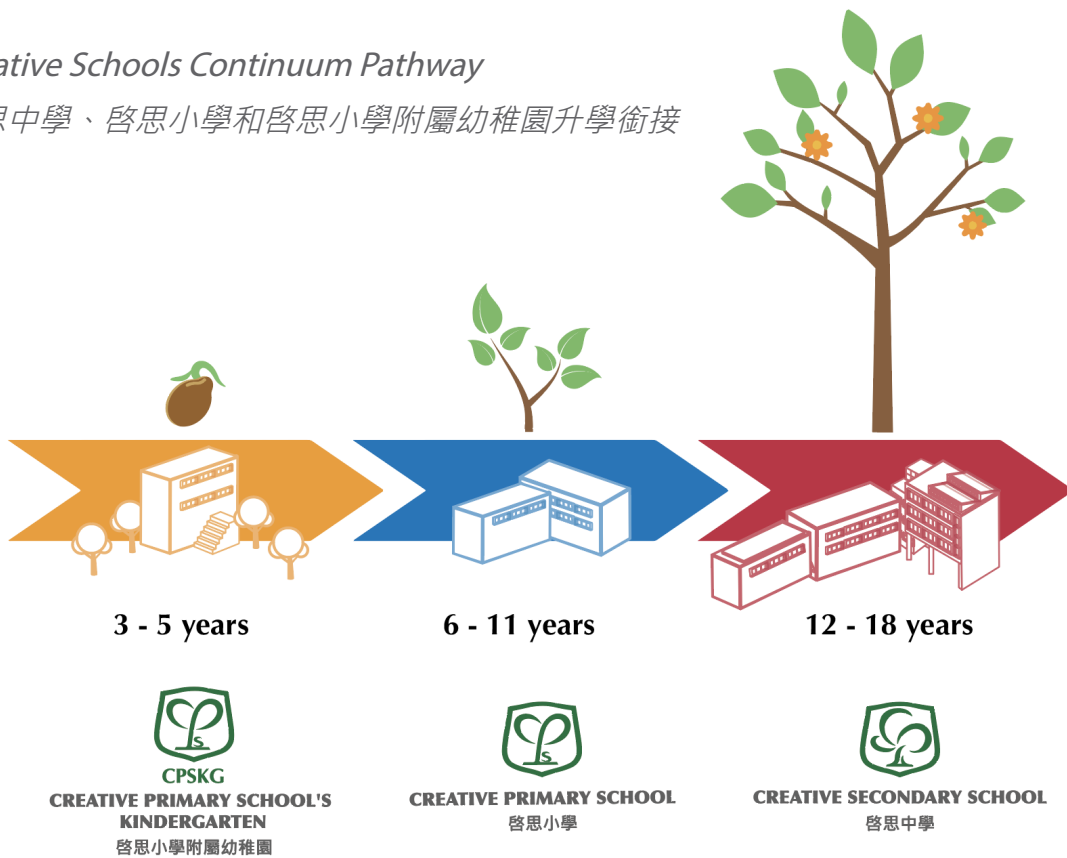 ative Schools Continuum Pathway
中學、啓思小學和啓思小學附屬幼稚園升學銜接
3 - 5 years
6 - 11 years
12 - 18 years
CPSKG
CREATIVE PRIMARY SCHOOL'S
KINDERGARTEN
啓思小學附屬幼稚園
CREATIVE PRIMARY SCHOOL
啓思小學
CREATIVE SECONDARY SCHOOL
啓思中學